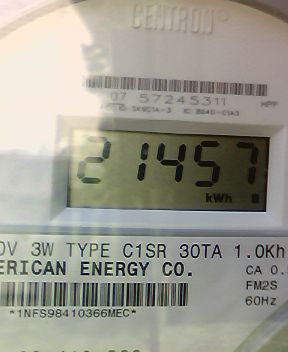 CENTRON
07 57245311 HPP
21457
kWh
0V 3W TYPE C1SR 30TA 1.0Kh
ERICAN ENERGY CO. CA 0.
FM2S
60Hz
*1NFS98410366MEC*